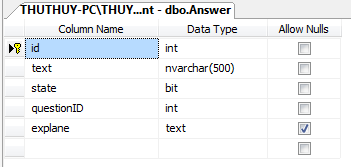 THUTHUY-PC\THUY...nt - dbo.Answer
Column Name Data Type Allow Nulls
id int
text nvarchar(500)
state bit
questionID int
explane text